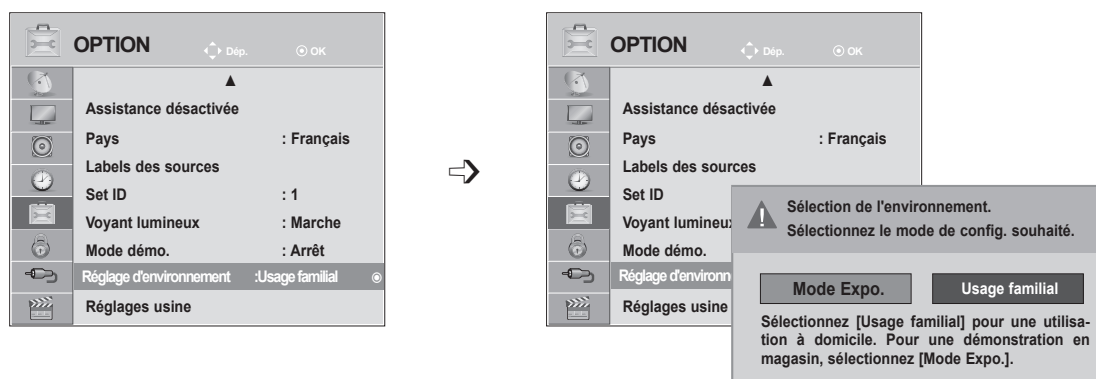 OPTION
Dép.
OK
▲
Assistance désactivée
Pays : Français
Labels des sources
Set ID : 1
Voyant lumineux : Marche
Mode démo. : Arrêt
Réglage d'environnement :Usage familial
Réglages usine
OPTION
Dép.
OK
▲
Assistance désactivée
Pays : Français
Labels des sources
Set ID
Voyant lumineux
Mode démo.
Réglage d'environn
Réglages usine
Sélection de l'environnement.
Sélectionnez le mode de config. souhaité.
Mode Expo.
Usage familial
Sélectionnez [Usage familial] pour une utilisa-
tion à domicile. Pour une démonstration en
magasin, sélectionnez [Mode Expo.].